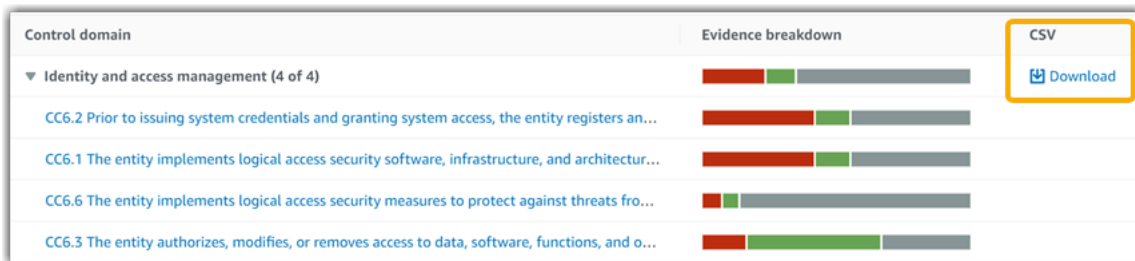 Control domain Evidence breakdown CSV
Identity and access management (4 of 4) Download
CC6.2 Prior to issuing system credentials and granting system access, the entity registers an...
CC6.1 The entity implements logical access security software, infrastructure, and architectur...
CC6.6 The entity implements logical access security measures to protect against threats fro...
CC6.3 The entity authorizes, modifies, or removes access to data, software, functions, and o...